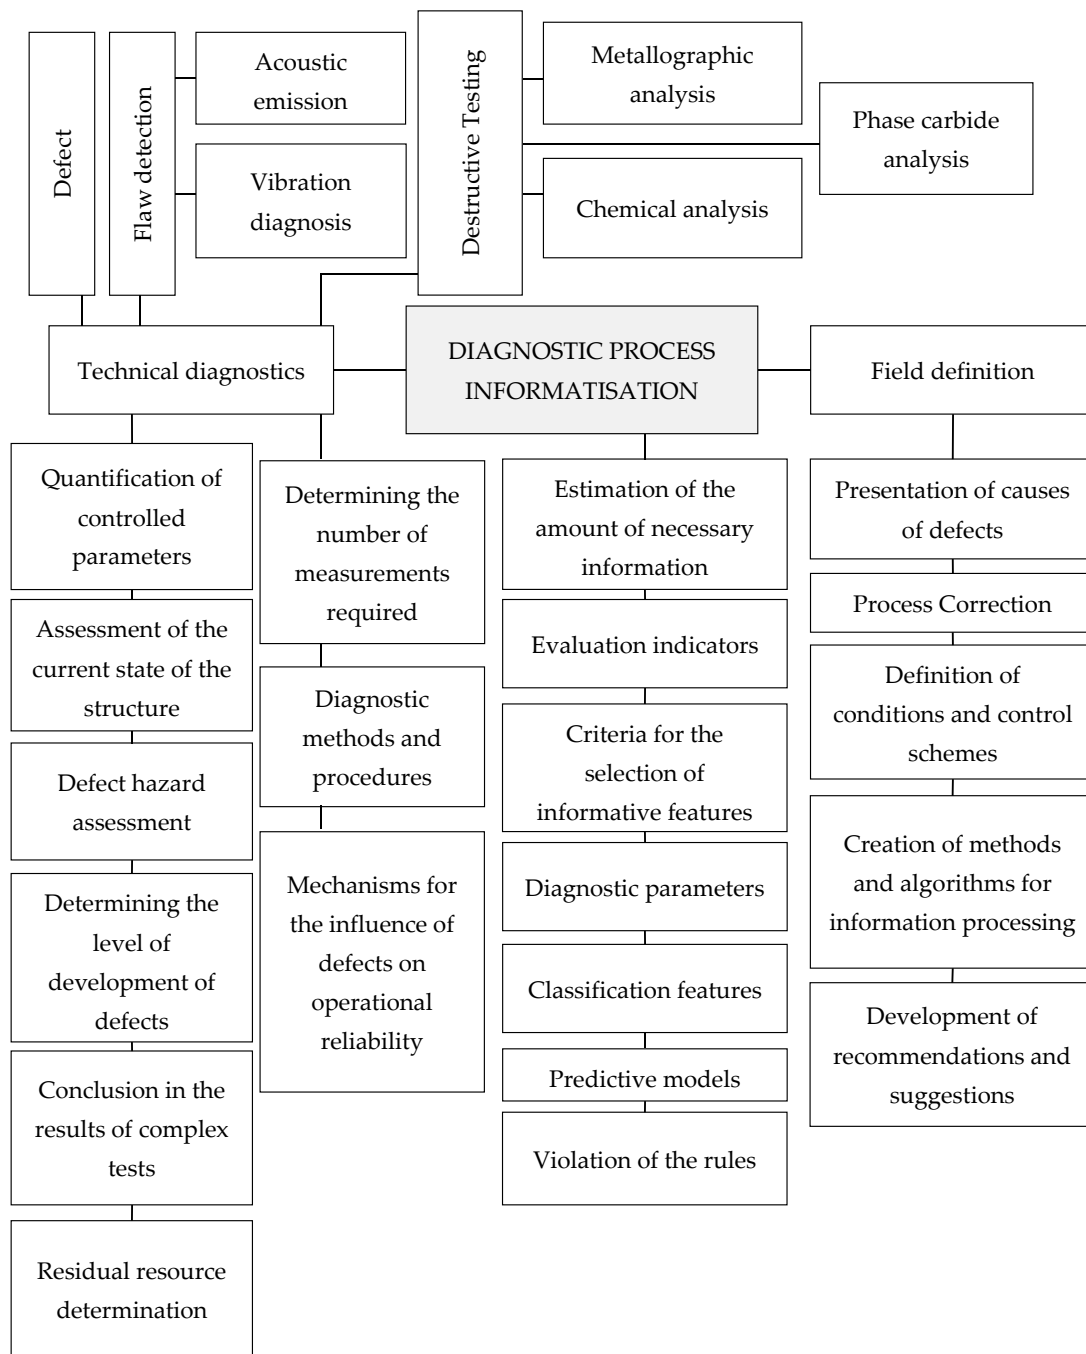 Defect
Flaw detection
Acoustic
emission
Vibration
diagnosis
Destructive Testing
Metallographic
analysis
Phase carbide
analysis
Chemical analysis
Technical diagnostics
DIAGNOSTIC PROCESS
INFORMATISATION
Field definition
Quantification of
controlled
parameters
Assessment of the
current state of the
structure
Defect hazard
assessment
Determining the
level of
development of
defects
Conclusion in the
results of complex
tests
Residual resource
determination
Determining the
number of
measurements
required
Diagnostic
methods and
procedures
Mechanisms for
the influence of
defects on
operational
reliability
Estimation of the
amount of necessary
information
Evaluation indicators
Criteria for the
selection of
informative features
Diagnostic parameters
Classification features
Predictive models
Violation of the rules
Presentation of causes
of defects
Process Correction
Definition of
conditions and control
schemes
Creation of methods
and algorithms for
information processing
Development of
recommendations and
suggestions